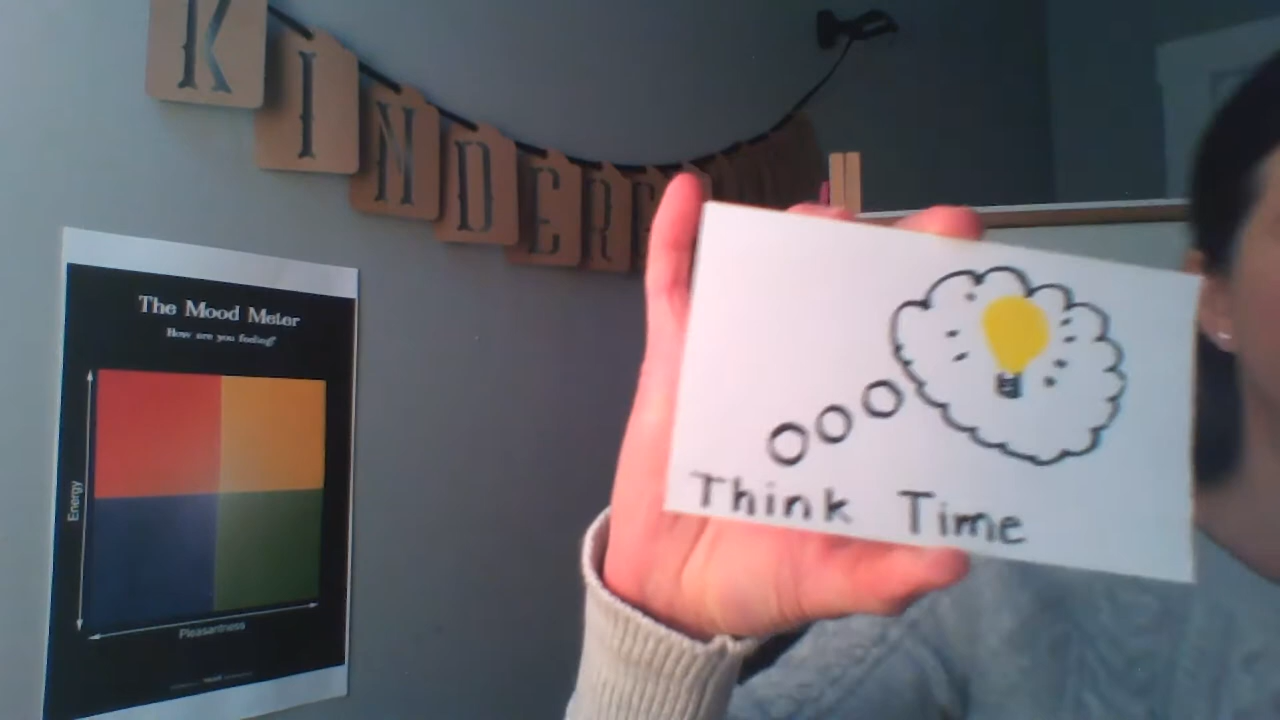 KINDER
The Mood Meter
How are you feeling?
Energy
Pleasantness
Think Time